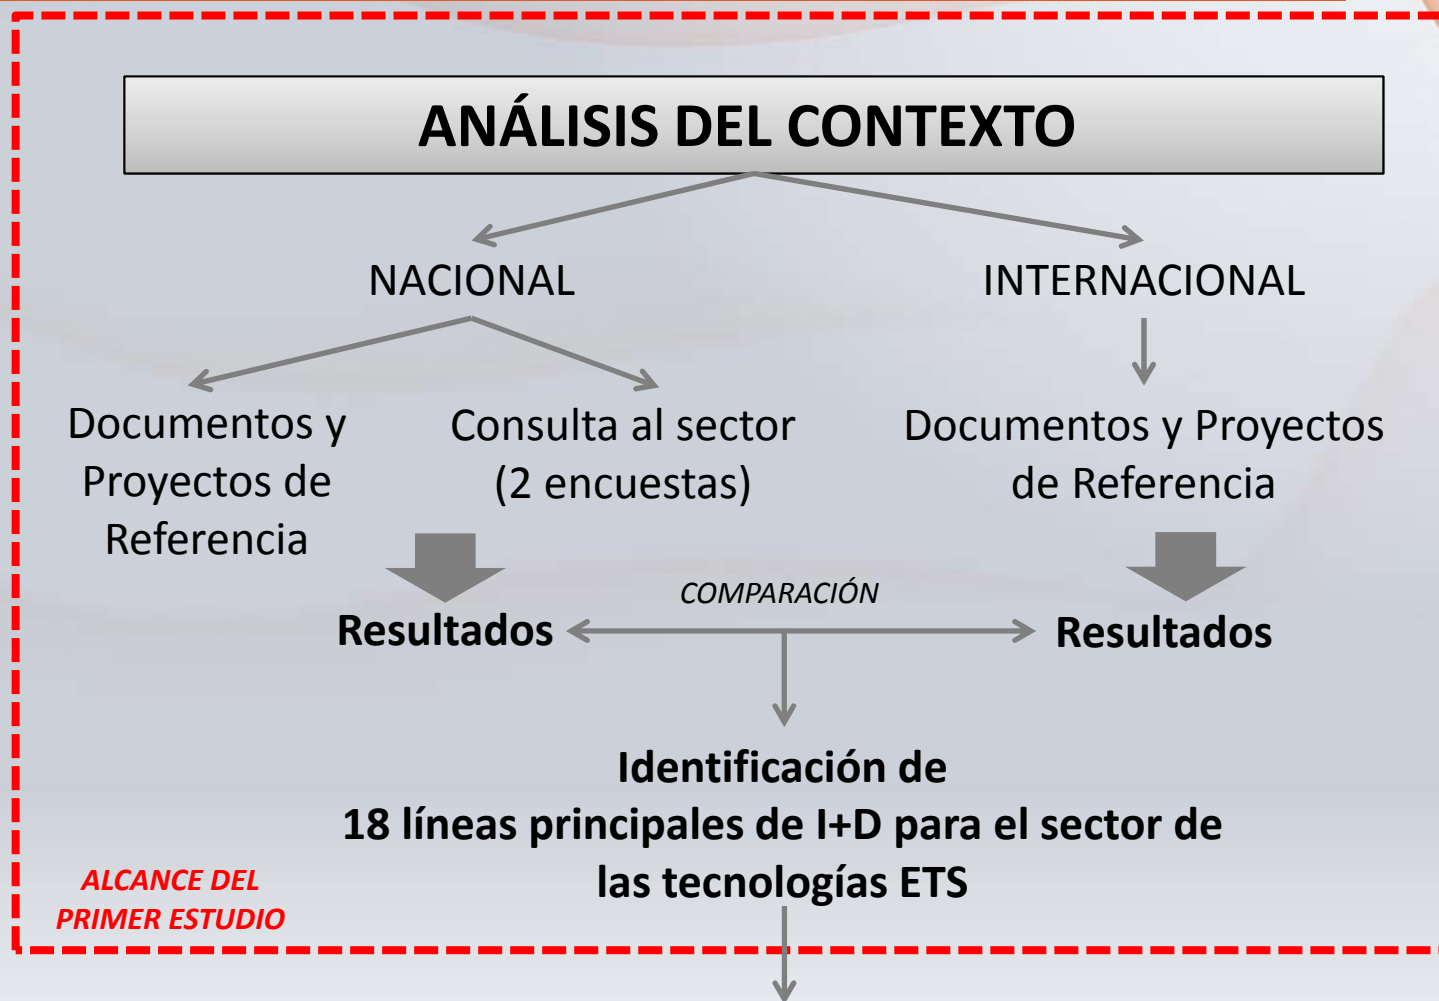 ANÁLISIS DEL CONTEXTO
NACIONAL
INTERNACIONAL
Documentos y
Proyectos de
Referencia
Consulta al sector
(2 encuestas)
Documentos y Proyectos
de Referencia
COMPARACIÓN
Resultados
Resultados
Identificación de
18 líneas principales de I+D para el sector de
las tecnologías ETS
ALCANCE DEL
PRIMER ESTUDIO